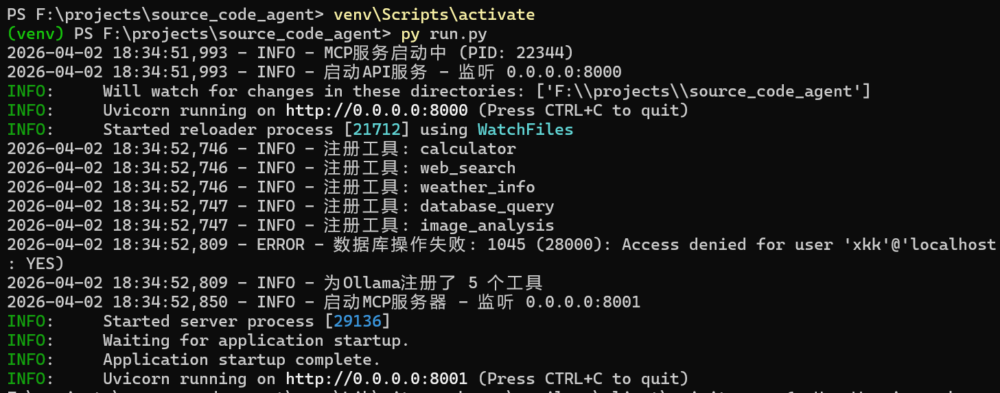 PS F:\projects\source_code_agent> venv\Scripts\activate
(venv) PS F:\projects\source_code_agent> py run.py
2026-04-02 18:34:51,993 - INFO - MCP服务启动中 (PID: 22344)
2026-04-02 18:34:51,993 - INFO - 启动API服务 - 监听 0.0.0.0:8000
INFO:     Will watch for changes in these directories: ['F:\\projects\\source_code_agent']
INFO:     Uvicorn running on http://0.0.0.0:8000 (Press CTRL+C to quit)
INFO:     Started reloader process [21712] using WatchFiles
2026-04-02 18:34:52,746 - INFO - 注册工具: calculator
2026-04-02 18:34:52,746 - INFO - 注册工具: web_search
2026-04-02 18:34:52,746 - INFO - 注册工具: weather_info
2026-04-02 18:34:52,747 - INFO - 注册工具: database_query
2026-04-02 18:34:52,747 - INFO - 注册工具: image_analysis
2026-04-02 18:34:52,809 - ERROR - 数据库操作失败: 1045 (28000): Access denied for user 'xkk'@'localhost
: YES)
2026-04-02 18:34:52,809 - INFO - 为Ollama注册了 5 个工具
2026-04-02 18:34:52,850 - INFO - 启动MCP服务器 - 监听 0.0.0.0:8001
INFO:     Started server process [29136]
INFO:     Waiting for application startup.
INFO:     Application startup complete.
INFO:     Uvicorn running on http://0.0.0.0:8001 (Press CTRL+C to quit)